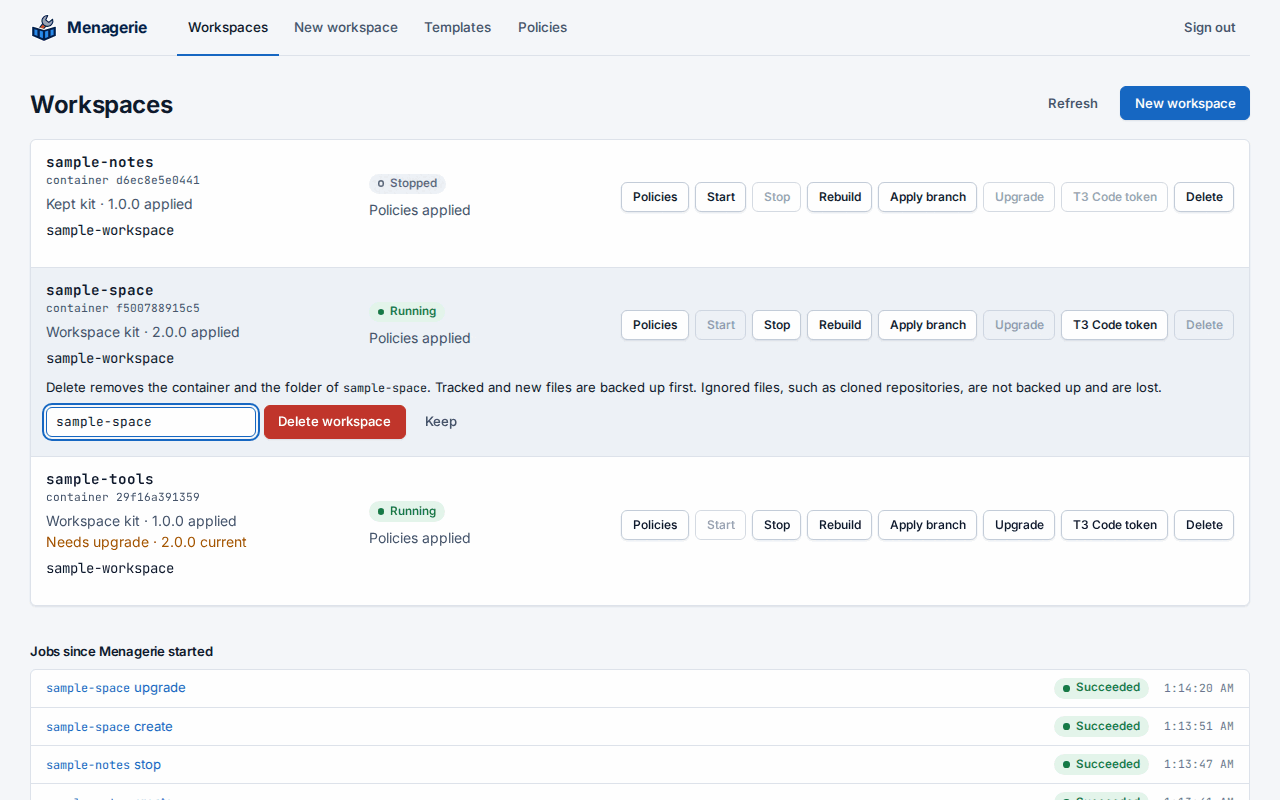 Menagerie
Workspaces
New workspace
Templates
Policies
Sign out
Workspaces
Refresh
New workspace
sample-notes
container d6ec8e5e0441
Kept kit · 1.0.0 applied
sample-workspace
Stopped
Policies applied
Policies
Start
Stop
Rebuild
Apply branch
Upgrade
T3 Code token
Delete
sample-space
container f500788915c5
Workspace kit · 2.0.0 applied
sample-workspace
Running
Policies applied
Policies
Start
Stop
Rebuild
Apply branch
Upgrade
T3 Code token
Delete
Delete removes the container and the folder of sample-space. Tracked and new files are backed up first. Ignored files, such as cloned repositories, are not backed up and are lost.
sample-space
Delete workspace
Keep
sample-tools
container 29f16a391359
Workspace kit · 1.0.0 applied
Needs upgrade · 2.0.0 current
sample-workspace
Running
Policies applied
Policies
Start
Stop
Rebuild
Apply branch
Upgrade
T3 Code token
Delete
Jobs since Menagerie started
sample-space upgrade
Succeeded
1:14:20 AM
sample-space create
Succeeded
1:13:51 AM
sample-notes stop
Succeeded
1:13:47 AM